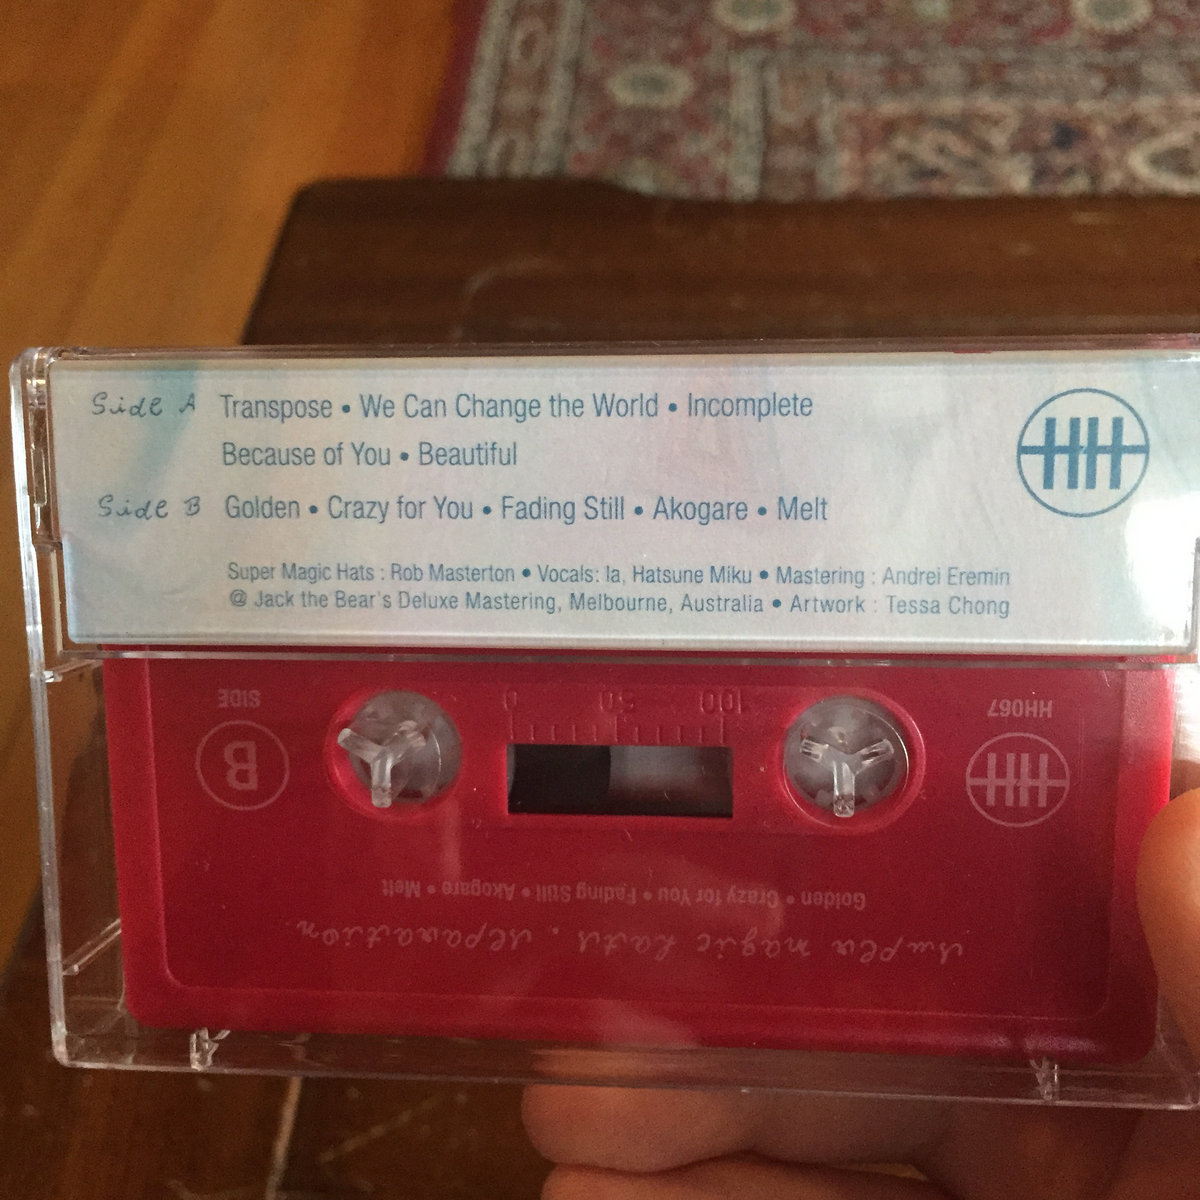 Side A Transpose • We Can Change the World • Incomplete
Because of You • Beautiful
Side B Golden • Crazy for You • Fading Still • Akogare • Melt
HH
Super Magic Hats : Rob Masterton • Vocals: Ia, Hatsune Miku • Mastering : Andrei Eremin
@ Jack the Bear's Deluxe Mastering, Melbourne, Australia • Artwork : Tessa Chong
SIDE
B
0 50 100
HH067
HH
Golden • Crazy for You • Fading Still • Akogare • Melt
super magic hats. separation.